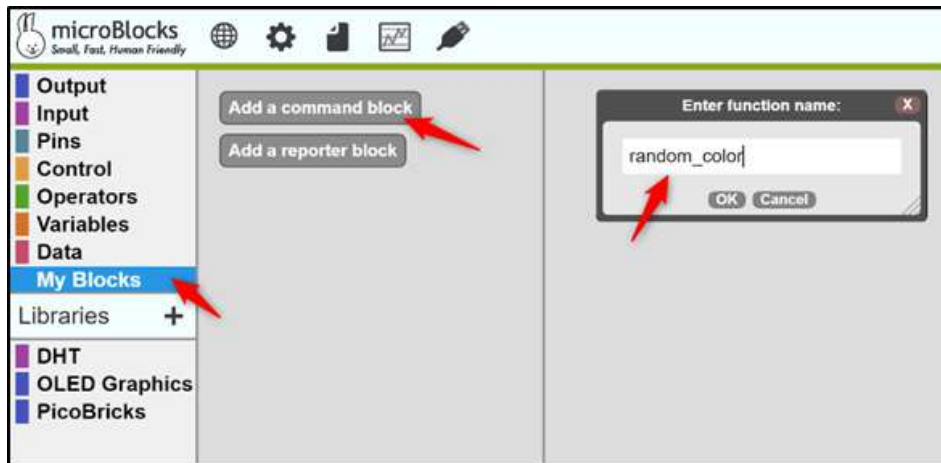 microBlocks
Small, Fast, Human Friendly
Output
Input
Pins
Control
Operators
Variables
Data
My Blocks
Libraries +
DHT
OLED Graphics
PicoBricks
Add a command block
Add a reporter block
Enter function name:
X
random_color
OK Cancel